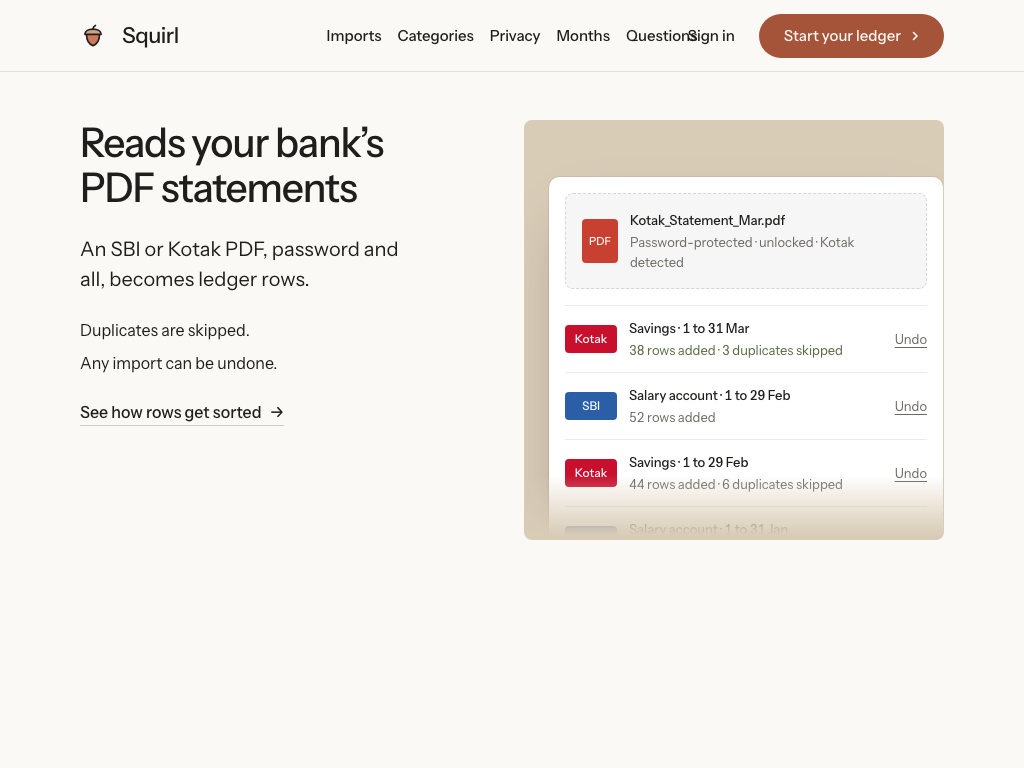 Squirl
Imports Categories Privacy Months Questions Sign in Start your ledger
Reads your bank’s
PDF statements
An SBI or Kotak PDF, password and
all, becomes ledger rows.
Duplicates are skipped.
Any import can be undone.
See how rows get sorted
PDF
Kotak_Statement_Mar.pdf
Password-protected · unlocked · Kotak
detected
Kotak
Savings · 1 to 31 Mar
38 rows added · 3 duplicates skipped
Undo
SBI
Salary account · 1 to 29 Feb
52 rows added
Undo
Kotak
Savings · 1 to 29 Feb
44 rows added · 6 duplicates skipped
Undo
Salary account · 1 to 31 Jan